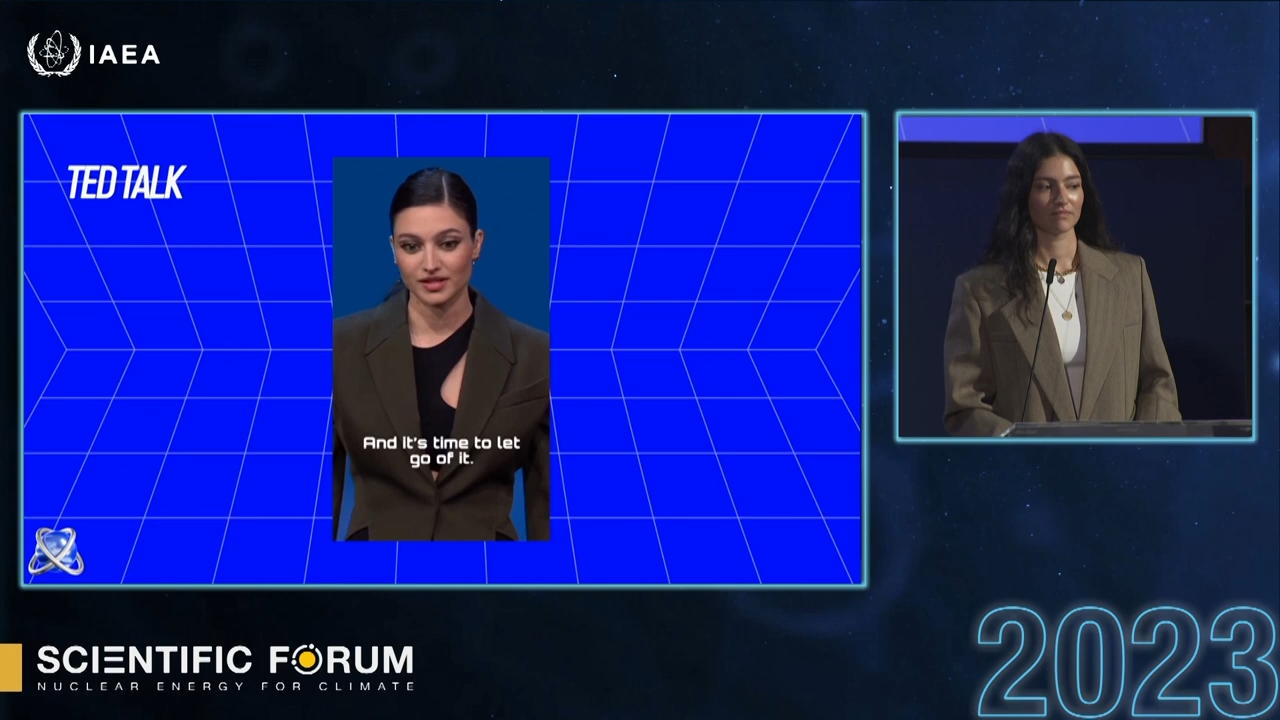 IAEA
TED TALK
And it's time to let
go of it.
SCIENTIFIC FORUM
NUCLEAR ENERGY FOR CLIMATE
2023